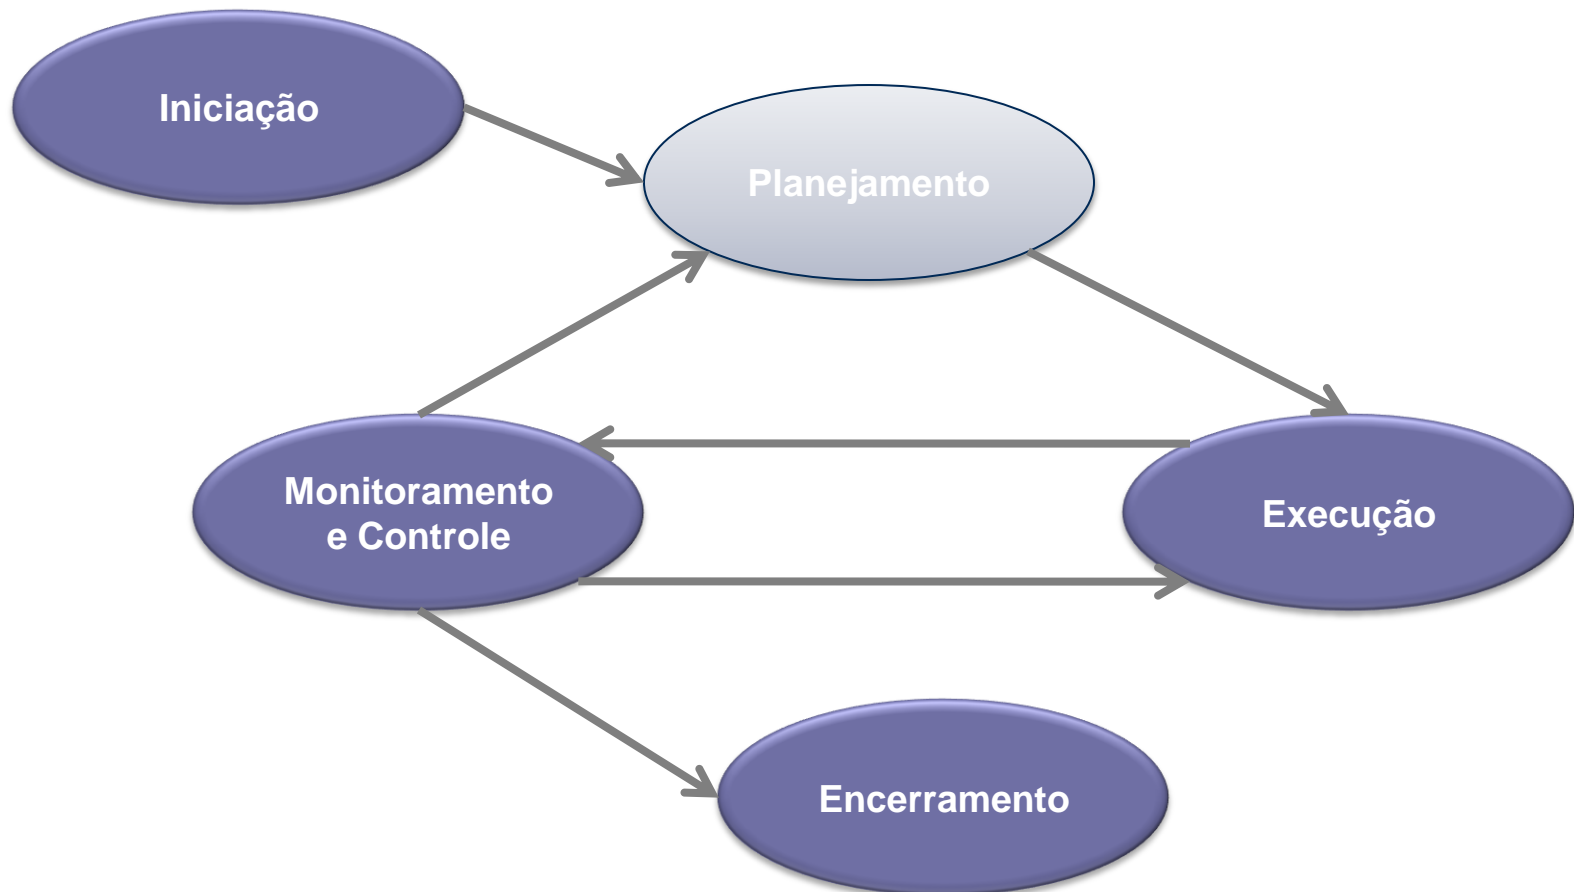 Iniciação
Planejamento
Monitoramento
e Controle
Execução
Encerramento